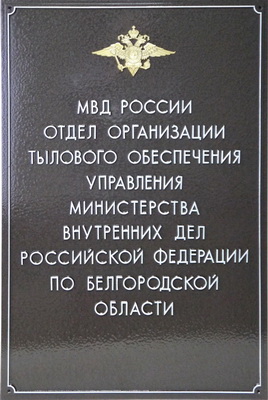 МВД РОССИИ
ОТДЕЛ ОРГАНИЗАЦИИ
ТЫЛОВОГО ОБЕСПЕЧЕНИЯ
УПРАВЛЕНИЯ
МИНИСТЕРСТВА
ВНУТРЕННИХ ДЕЛ
РОССИЙСКОЙ ФЕДЕРАЦИИ
ПО БЕЛГОРОДСКОЙ
ОБЛАСТИ